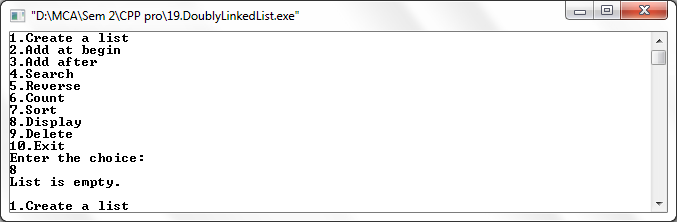 "D:\MCA\Sem 2\CPP pro\19.DoublyLinkedList.exe"
1.Create a list
2.Add at begin
3.Add after
4.Search
5.Reverse
6.Count
7.Sort
8.Display
9.Delete
10.Exit
Enter the choice:
8
List is empty.
1.Create a list